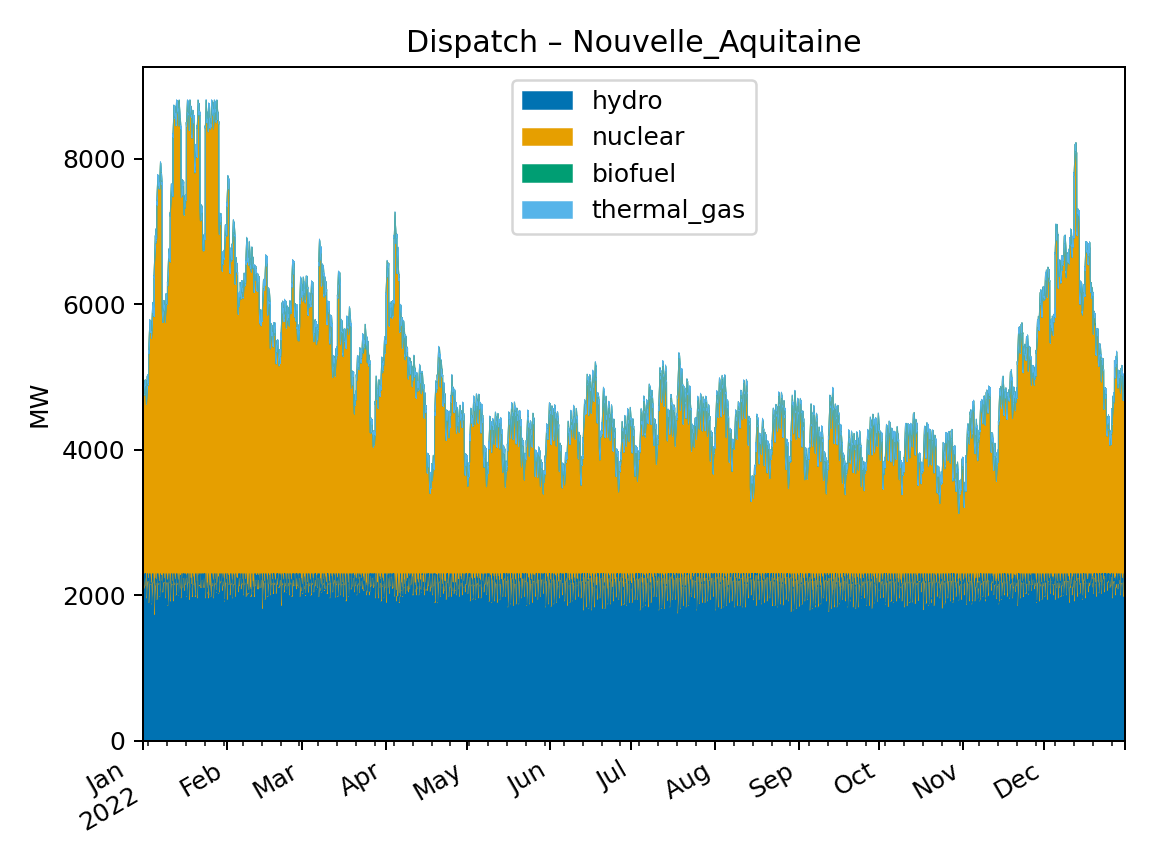 Dispatch – Nouvelle_Aquitaine
hydro
nuclear
biofuel
thermal_gas
MW
8000
6000
4000
2000
0
Jan
2022
Feb
Mar
Apr
May
Jun
Jul
Aug
Sep
Oct
Nov
Dec